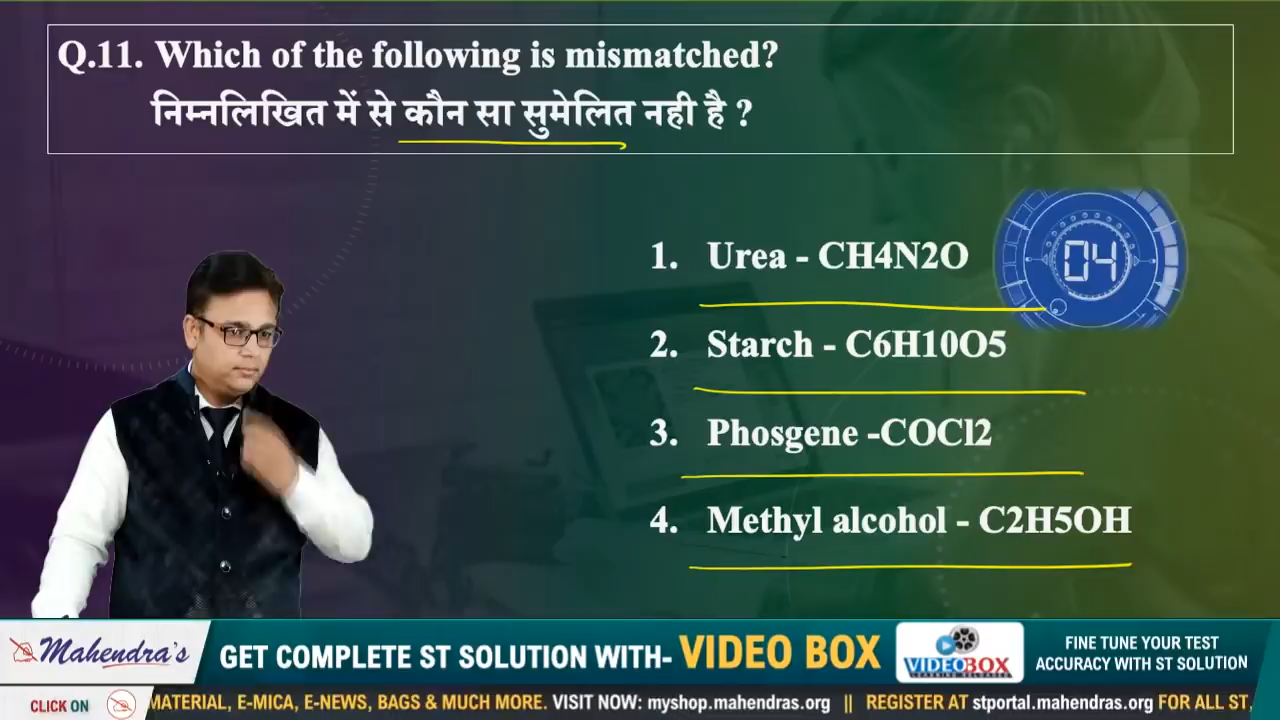 Q.11. Which of the following is mismatched?
निम्नलिखित में से कौन सा सुमेलित नही है ?
1. Urea - CH4N2O
04
2. Starch - C6H10O5
3. Phosgene -COCl2
4. Methyl alcohol - C2H5OH
Mahendra's
GET COMPLETE ST SOLUTION WITH- VIDEO BOX
VIDEOBOX
LEARNING RELOADED
FINE TUNE YOUR TEST
ACCURACY WITH ST SOLUTION
CLICK ON
MATERIAL, E-MICA, E-NEWS, BAGS & MUCH MORE. VISIT NOW: myshop.mahendras.org || REGISTER AT stportal.mahendras.org FOR ALL ST,